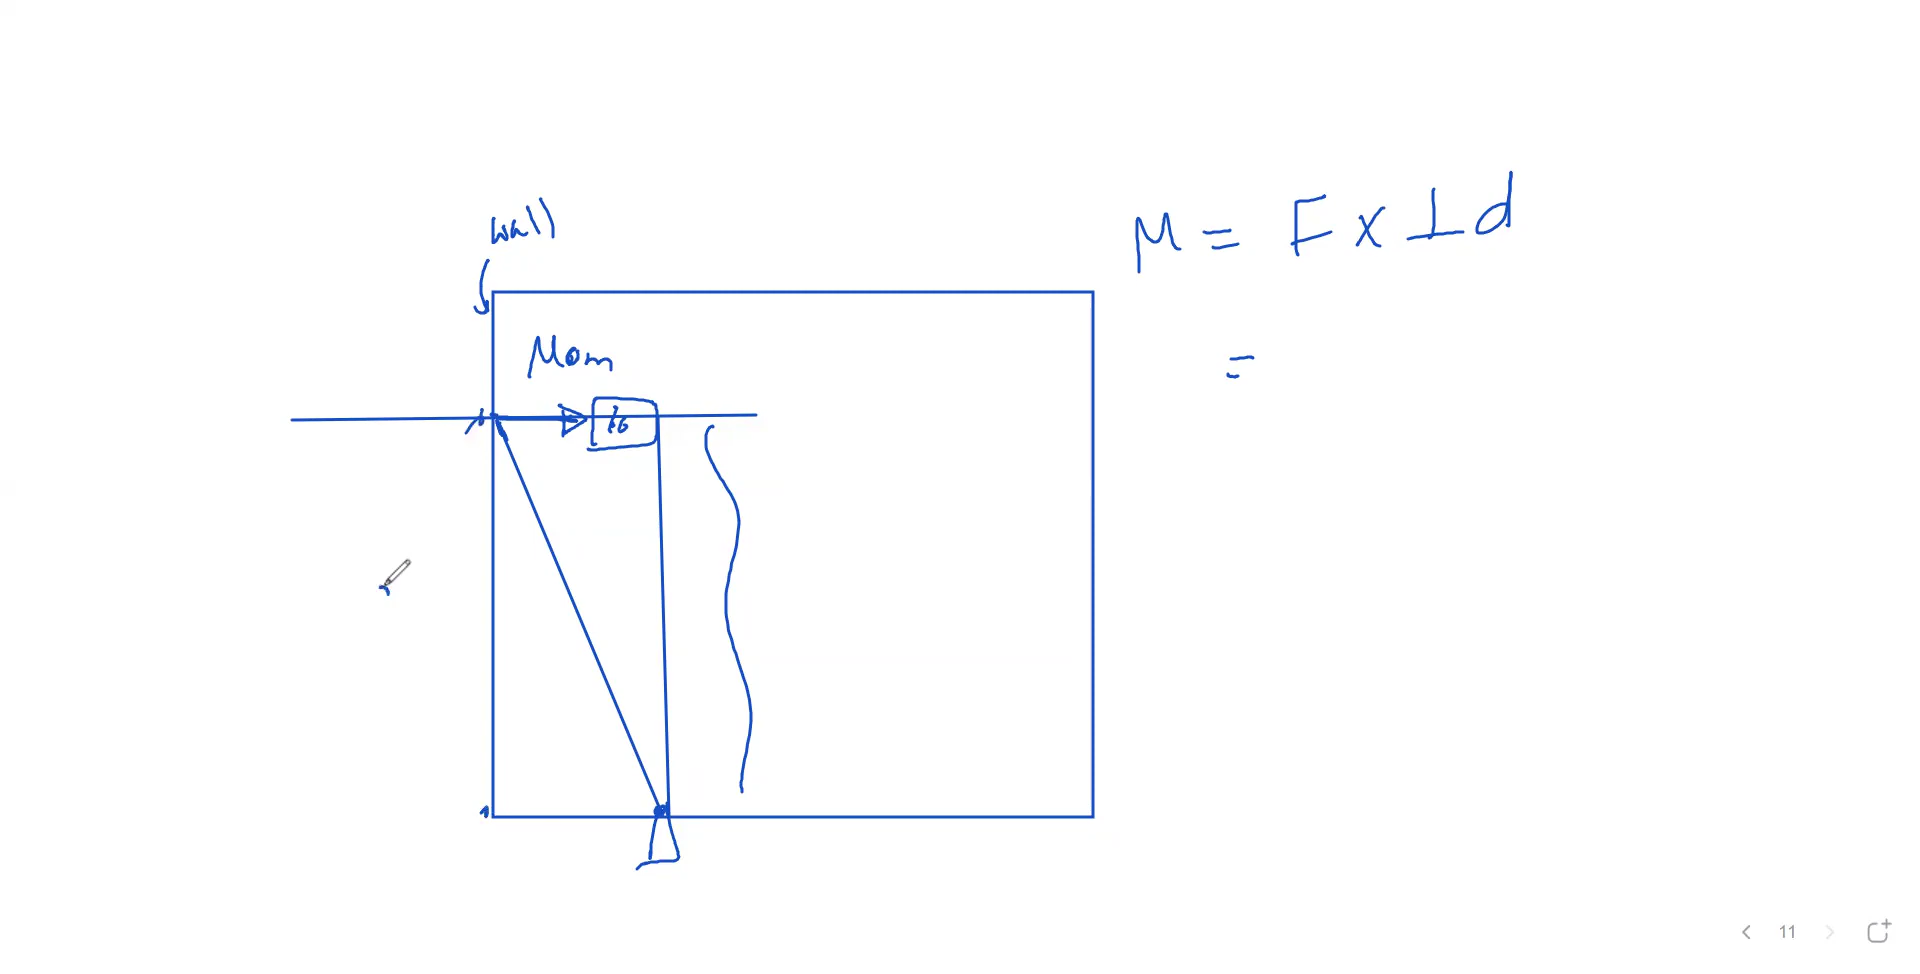 wall
M = F x ⊥ d
Mom
=
11